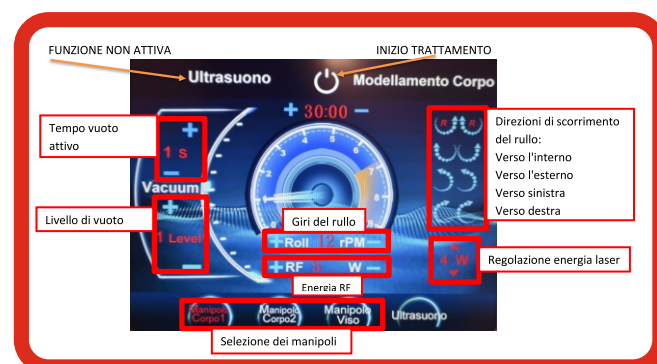 FUNZIONE NON ATTIVA
INIZIO TRATTAMENTO
Ultrasuono
Modellamento Corpo
+ 30:00 −
Tempo vuoto
attivo
+
1 s
−
Vacuum
Livello di vuoto
+
1 Level
−
R R
Direzioni di scorrimento
del rullo:
Verso l'interno
Verso l'esterno
Verso sinistra
Verso destra
Giri del rullo
+ Roll 12 rPM −
+ RF 5 W −
Energia RF
4 W
Regolazione energia laser
Manipolo
Corpo1
Manipolo
Corpo2
Manipolo
Viso
Ultrasuono
Selezione dei manipoli